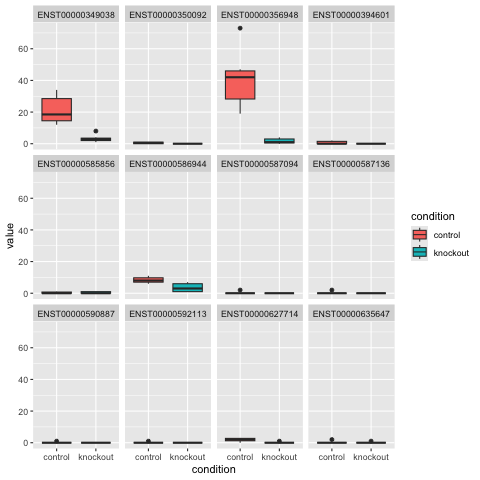 ENST00000349038 ENST00000350092 ENST00000356948 ENST00000394601
60
40
20
0
ENST00000585856 ENST00000586944 ENST00000587094 ENST00000587136
60
40
20
0
ENST00000590887 ENST00000592113 ENST00000627714 ENST00000635647
60
40
20
0
control knockout control knockout control knockout control knockout
condition
value
condition
control
knockout